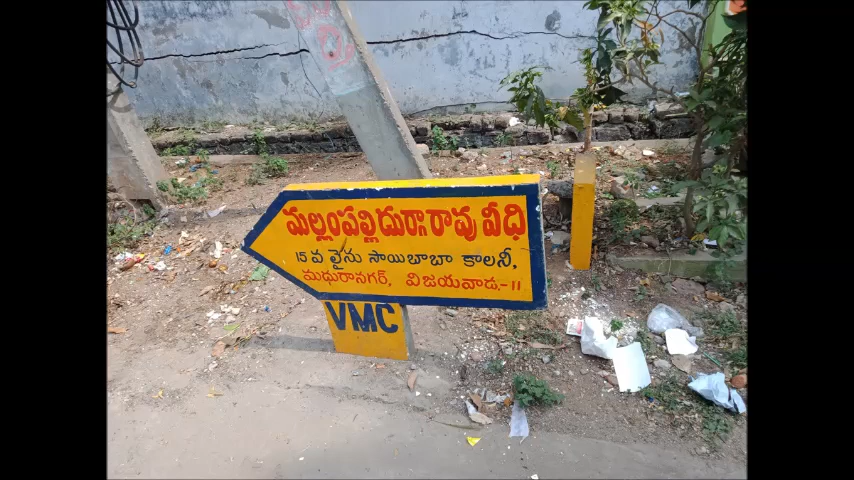 మల్లంపల్లి దుర్గా రావు వీధి
15 వ లైను సాయిబాబా కాలనీ,
మధురానగర్, విజయవాడ.-11
VMC